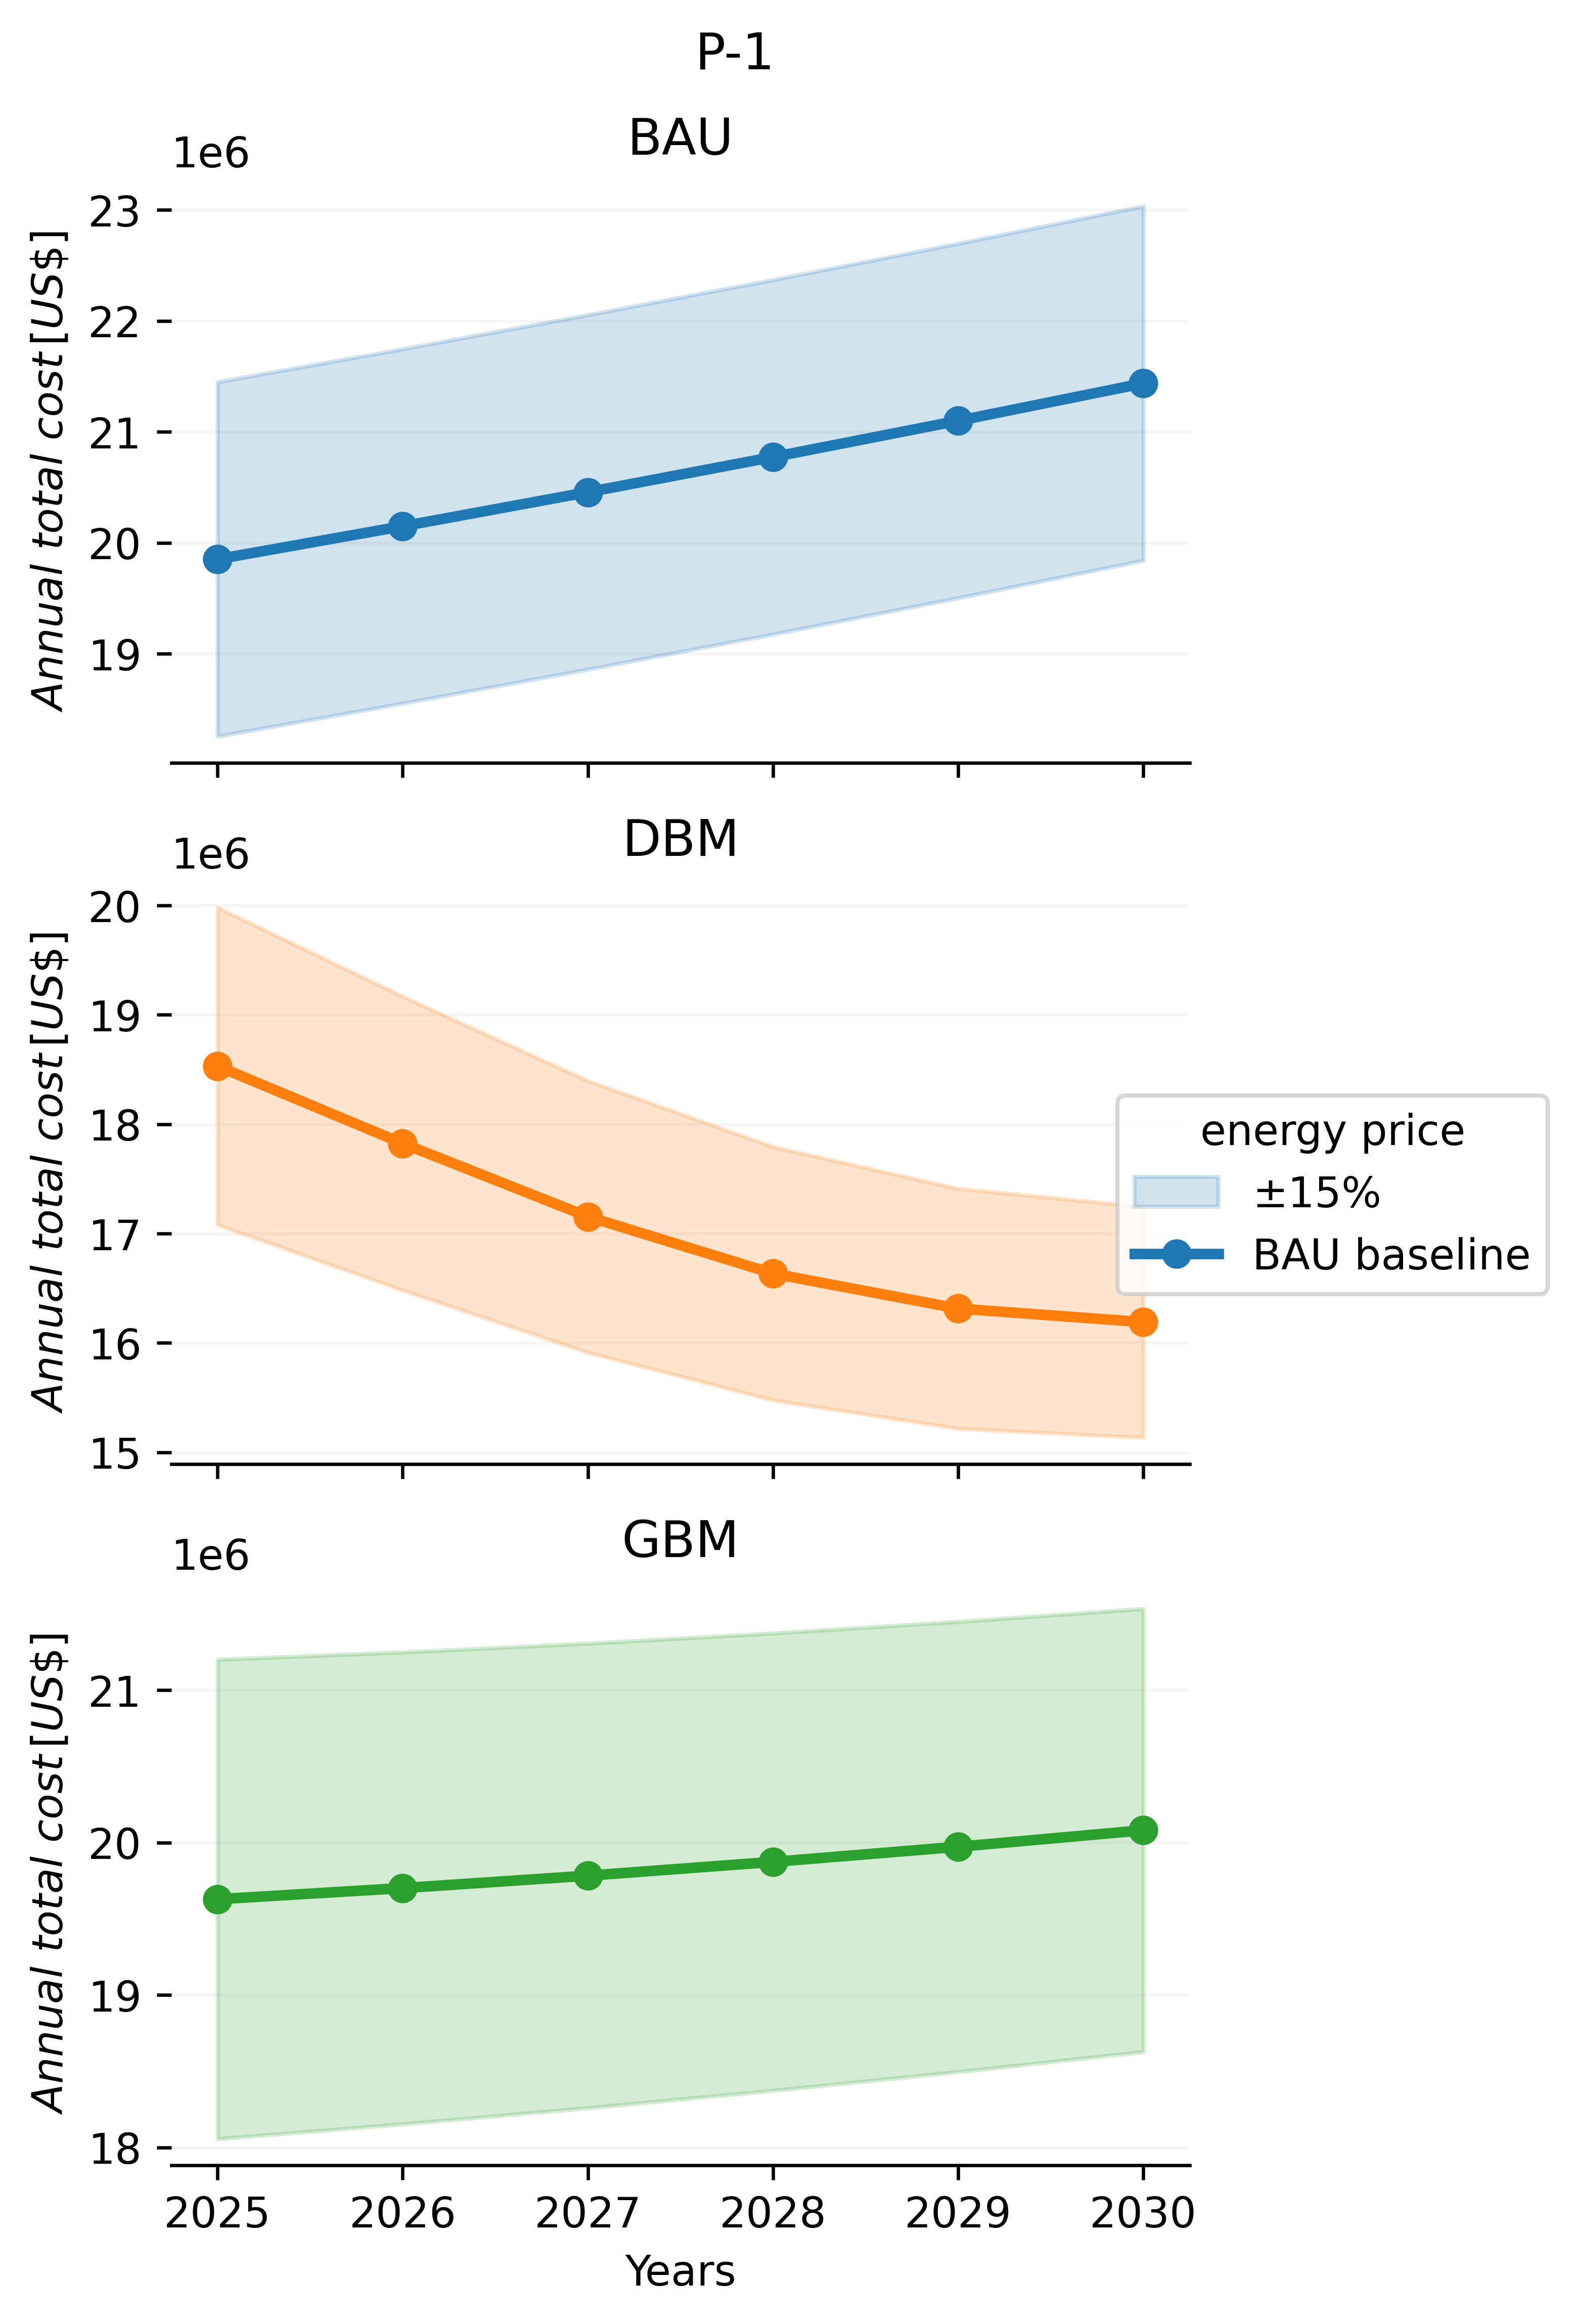 P-1
BAU
1e6
23
22
21
20
19
Annual total cost [US$]
DBM
1e6
20
19
18
17
16
15
Annual total cost [US$]
energy price
±15%
BAU baseline
GBM
1e6
21
20
19
18
Annual total cost [US$]
2025 2026 2027 2028 2029 2030
Years